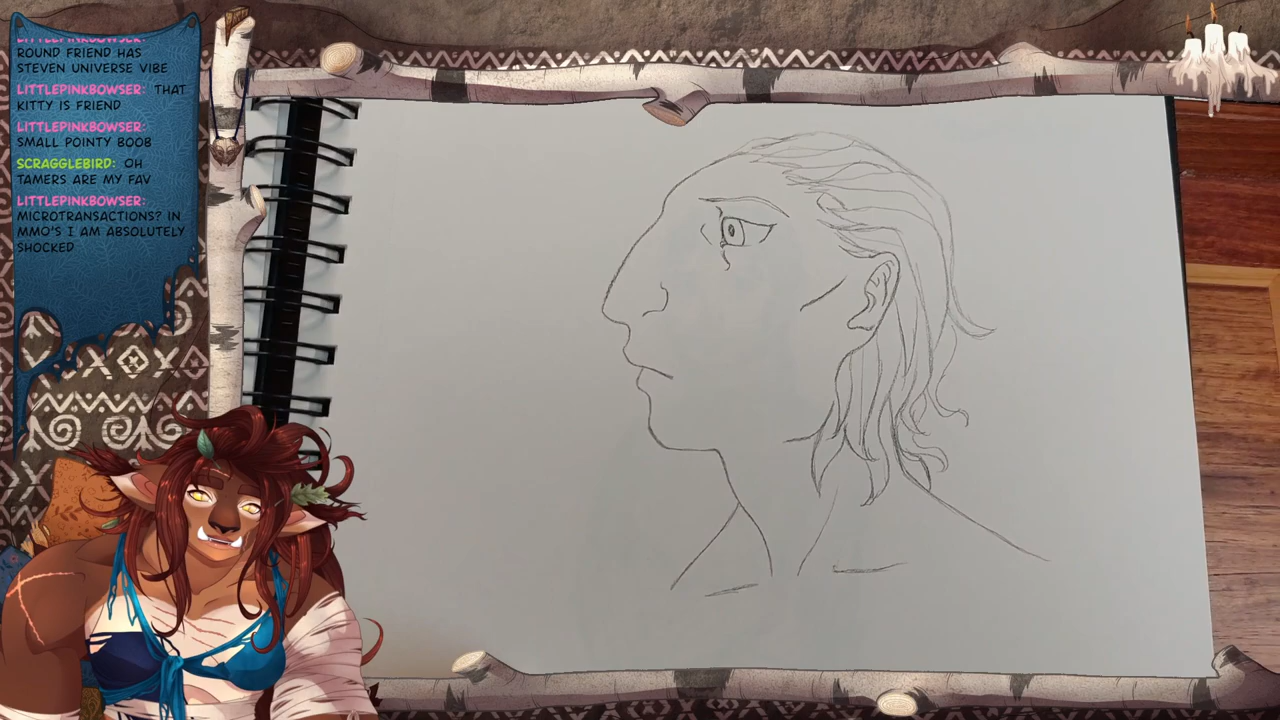 LITTLEPINKBOWSER:
ROUND FRIEND HAS
STEVEN UNIVERSE VIBE
LITTLEPINKBOWSER: THAT
KITTY IS FRIEND
LITTLEPINKBOWSER:
SMALL POINTY BOOB
SCRAGGLEBIRD: OH
TAMERS ARE MY FAV
LITTLEPINKBOWSER:
MICROTRANSACTIONS? IN
MMO'S I AM ABSOLUTELY
SHOCKED